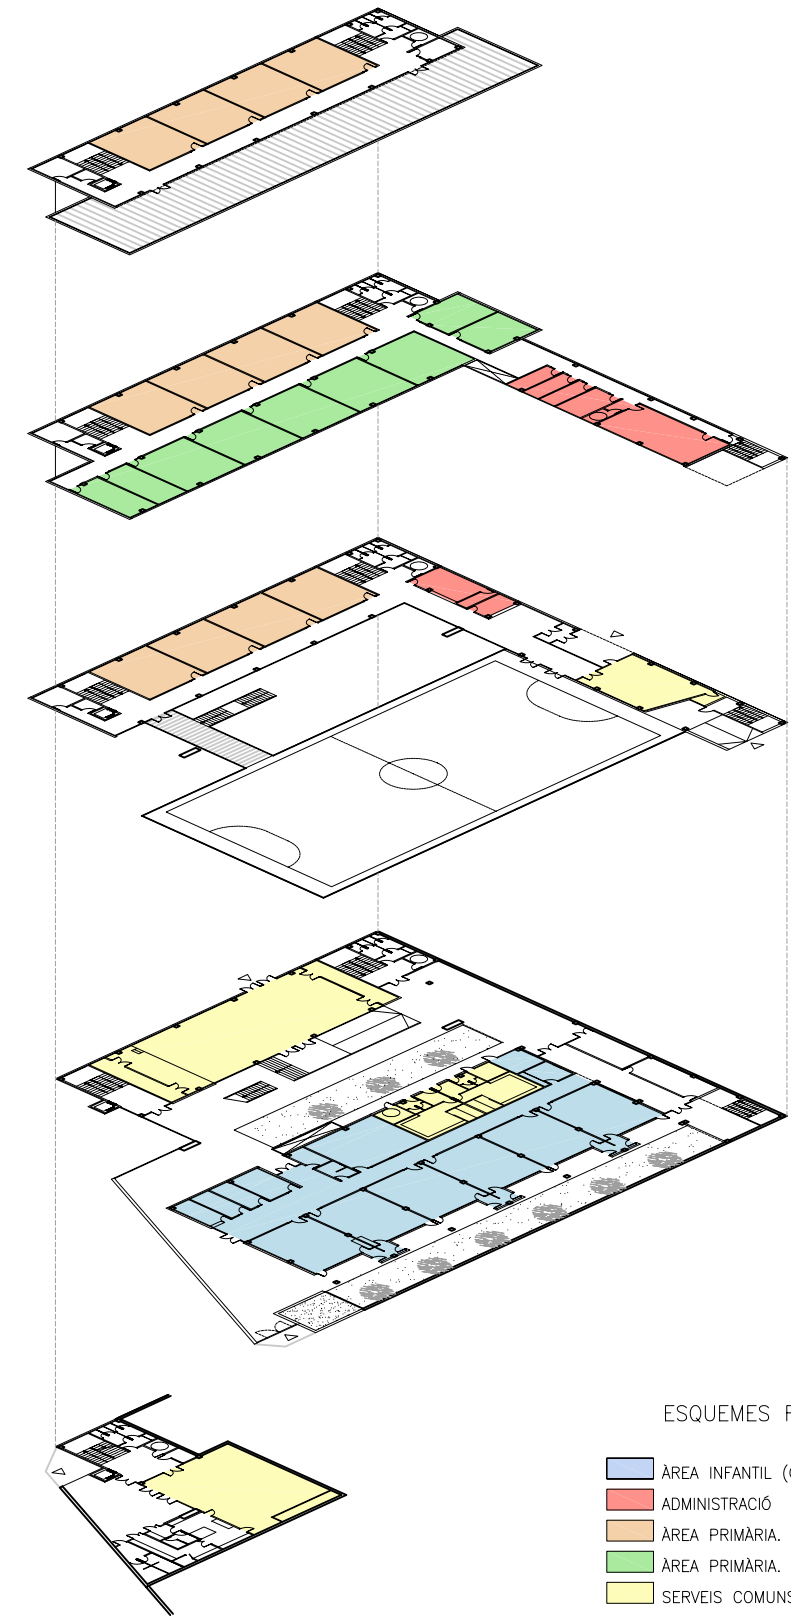 ESQUEMES
ÀREA INFANTIL
ADMINISTRACIÓ
ÀREA PRIMÀRIA.
ÀREA PRIMÀRIA.
SERVEIS COMUNS